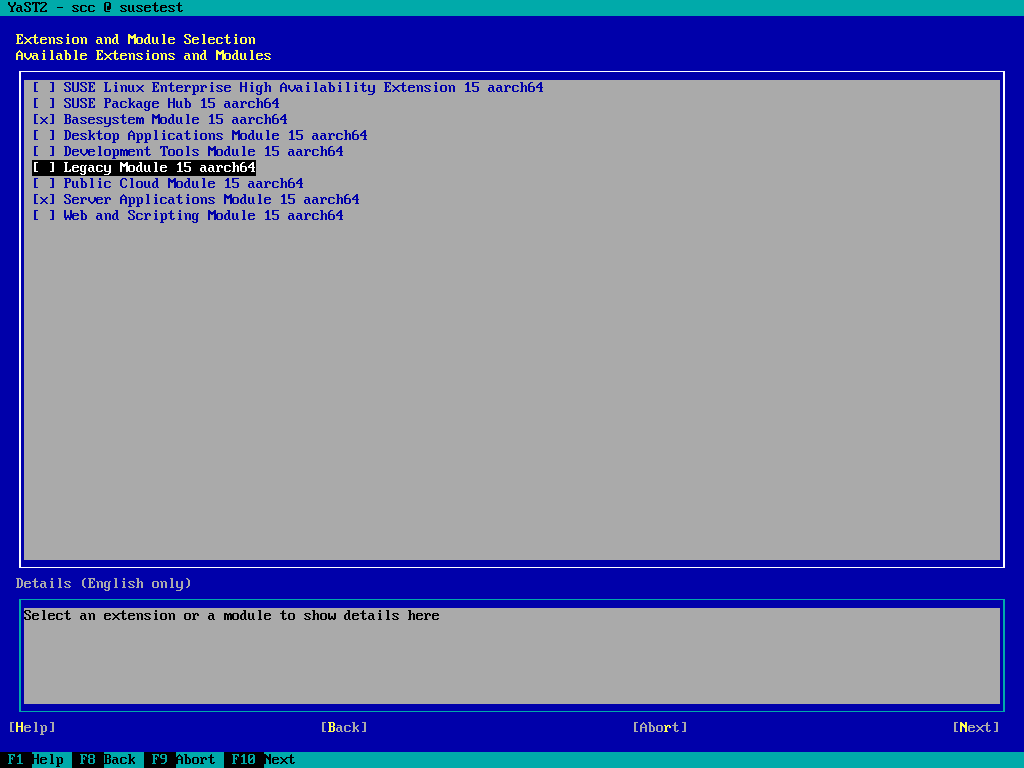 YaST2 - scc @ susetest
Extension and Module Selection
Available Extensions and Modules
[ ] SUSE Linux Enterprise High Availability Extension 15 aarch64
[ ] SUSE Package Hub 15 aarch64
[x] Basesystem Module 15 aarch64
[ ] Desktop Applications Module 15 aarch64
[ ] Development Tools Module 15 aarch64
[ ] Legacy Module 15 aarch64
[ ] Public Cloud Module 15 aarch64
[x] Server Applications Module 15 aarch64
[ ] Web and Scripting Module 15 aarch64
Details (English only)
Select an extension or a module to show details here
[Help] [Back] [Abort] [Next]
F1 Help F8 Back F9 Abort F10 Next